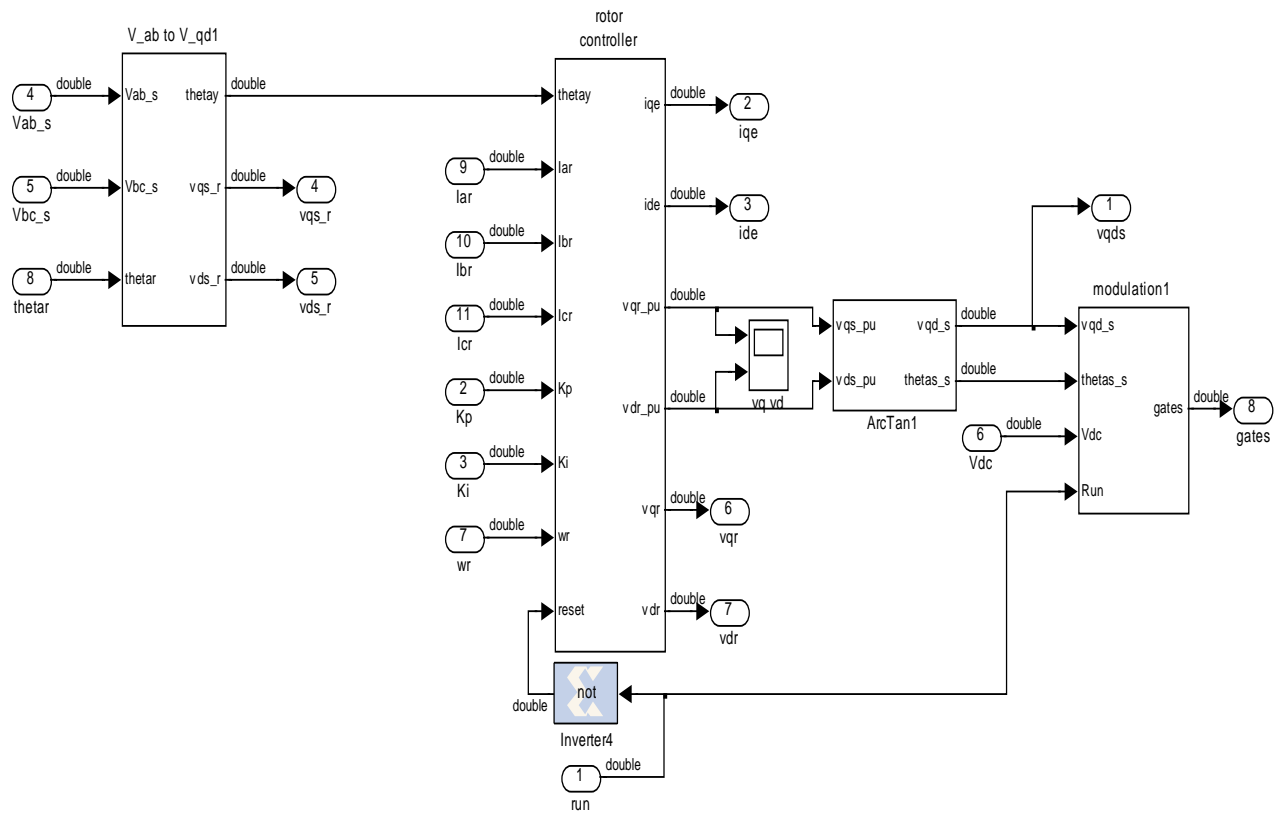 V_ab to V_qd1
4
Vab_s
double
Vab_s
thetay
double
5
Vbc_s
double
Vbc_s
vqs_r
double
4
vqs_r
8
thetar
double
thetar
vds_r
double
5
vds_r
rotor
controller
thetay
9
Iar
double
Iar
10
Ibr
double
Ibr
11
Icr
double
Icr
2
Kp
double
Kp
3
Ki
double
Ki
7
wr
double
wr
reset
iqe
double
2
iqe
ide
double
3
ide
vqr_pu
double
vdr_pu
double
vqr
double
6
vqr
vdr
double
7
vdr
vq vd
vqs_pu
vds_pu
vqd_s
thetas_s
ArcTan1
double
double
1
vqds
modulation1
vqd_s
thetas_s
6
Vdc
double
Vdc
Run
gates
double
8
gates
not
double
Inverter4
1
run
double